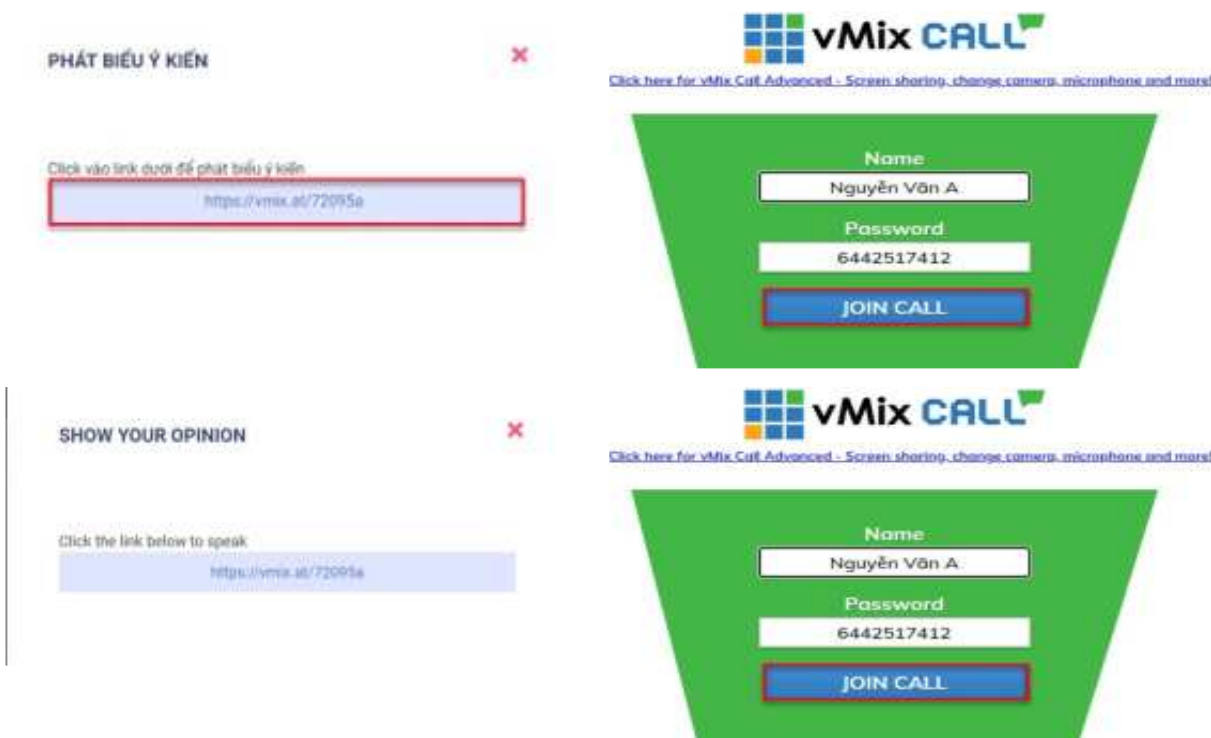 PHÁT BIỂU Ý KIẾN
Click vào link dưới để phát biểu ý kiến
https://vmix.at/72095a
vMix CALL
Click here for vMix Call Advanced - Screen sharing, change camera, microphone and more!
Name
Nguyễn Văn A
Password
6442517412
JOIN CALL
SHOW YOUR OPINION
Click the link below to speak
https://vmix.at/72095a
vMix CALL
Click here for vMix Call Advanced - Screen sharing, change camera, microphone and more!
Name
Nguyễn Văn A
Password
6442517412
JOIN CALL